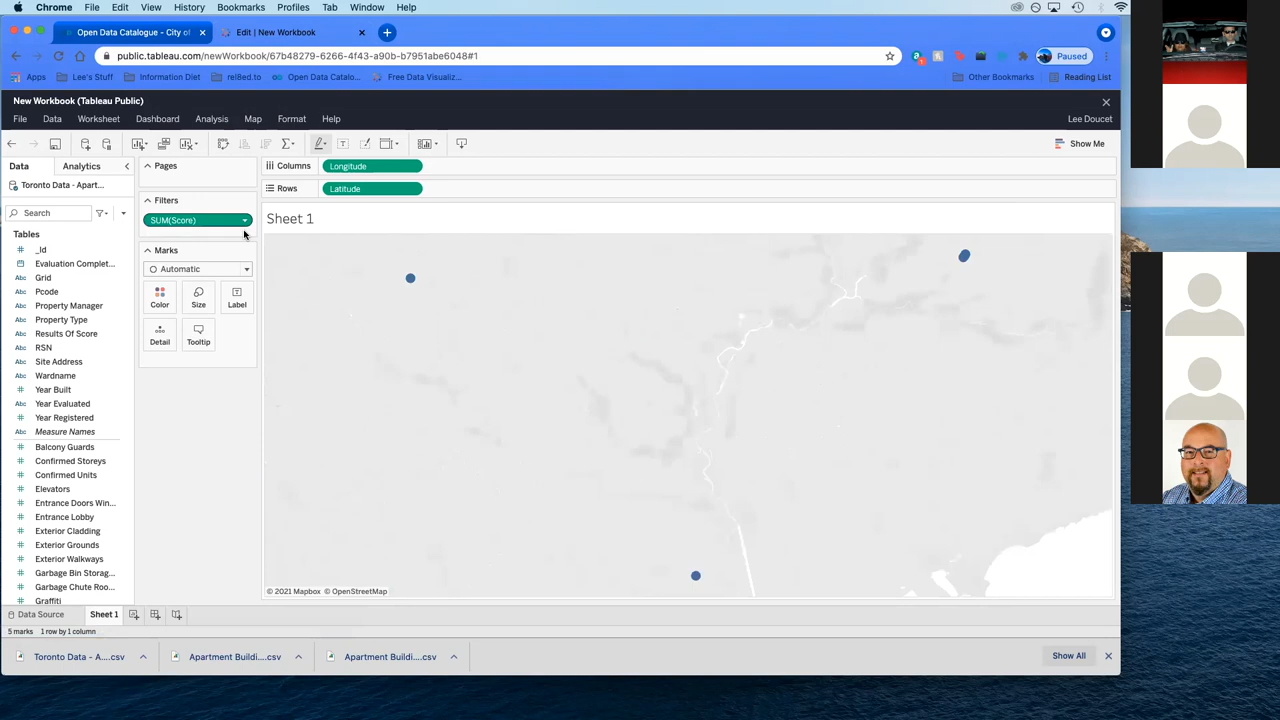 Chrome File Edit View History Bookmarks Profiles Tab Window Help
Open Data Catalogue - City of Edit | New Workbook
public.tableau.com/newWorkbook/67b48279-6266-4f43-a90b-b7951abe6048#1 Paused
Apps Lee's Stuff Information Diet rel8ed.to Open Data Catalo... Free Data Visualiz... Other Bookmarks Reading List
New Workbook (Tableau Public)
File Data Worksheet Dashboard Analysis Map Format Help Lee Doucet
Show Me
Data Analytics
Toronto Data - Apart...
Search
Tables
_Id
Evaluation Complet...
Grid
Pcode
Property Manager
Property Type
Results Of Score
RSN
Site Address
Wardname
Year Built
Year Evaluated
Year Registered
Measure Names
Balcony Guards
Confirmed Storeys
Confirmed Units
Elevators
Entrance Doors Win...
Entrance Lobby
Exterior Cladding
Exterior Grounds
Exterior Walkways
Garbage Bin Storag...
Garbage Chute Roo...
Graffiti
Pages
Filters
SUM(Score)
Marks
Automatic
Color Size Label
Detail Tooltip
Columns Longitude
Rows Latitude
Sheet 1
© 2021 Mapbox © OpenStreetMap
Data Source Sheet 1
5 marks 1 row by 1 column
Toronto Data - A....csv Apartment Buildi....csv Apartment Buildi....csv Show All